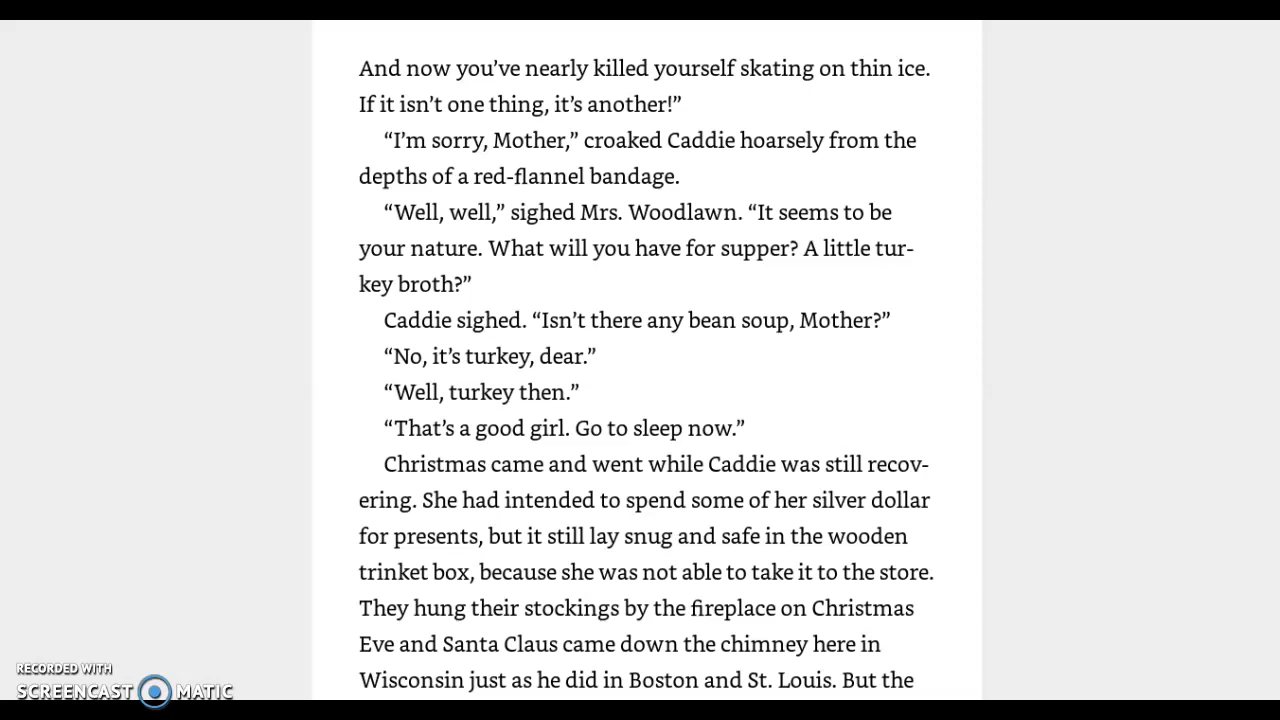 And now you’ve nearly killed yourself skating on thin ice.
If it isn’t one thing, it’s another!”
“I’m sorry, Mother,” croaked Caddie hoarsely from the
depths of a red-flannel bandage.
“Well, well,” sighed Mrs. Woodlawn. “It seems to be
your nature. What will you have for supper? A little tur-
key broth?”
Caddie sighed. “Isn’t there any bean soup, Mother?”
“No, it’s turkey, dear.”
“Well, turkey then.”
“That’s a good girl. Go to sleep now.”
Christmas came and went while Caddie was still recov-
ering. She had intended to spend some of her silver dollar
for presents, but it still lay snug and safe in the wooden
trinket box, because she was not able to take it to the store.
They hung their stockings by the fireplace on Christmas
Eve and Santa Claus came down the chimney here in
Wisconsin just as he did in Boston and St. Louis. But the
RECORDED WITH
SCREENCAST MATIC